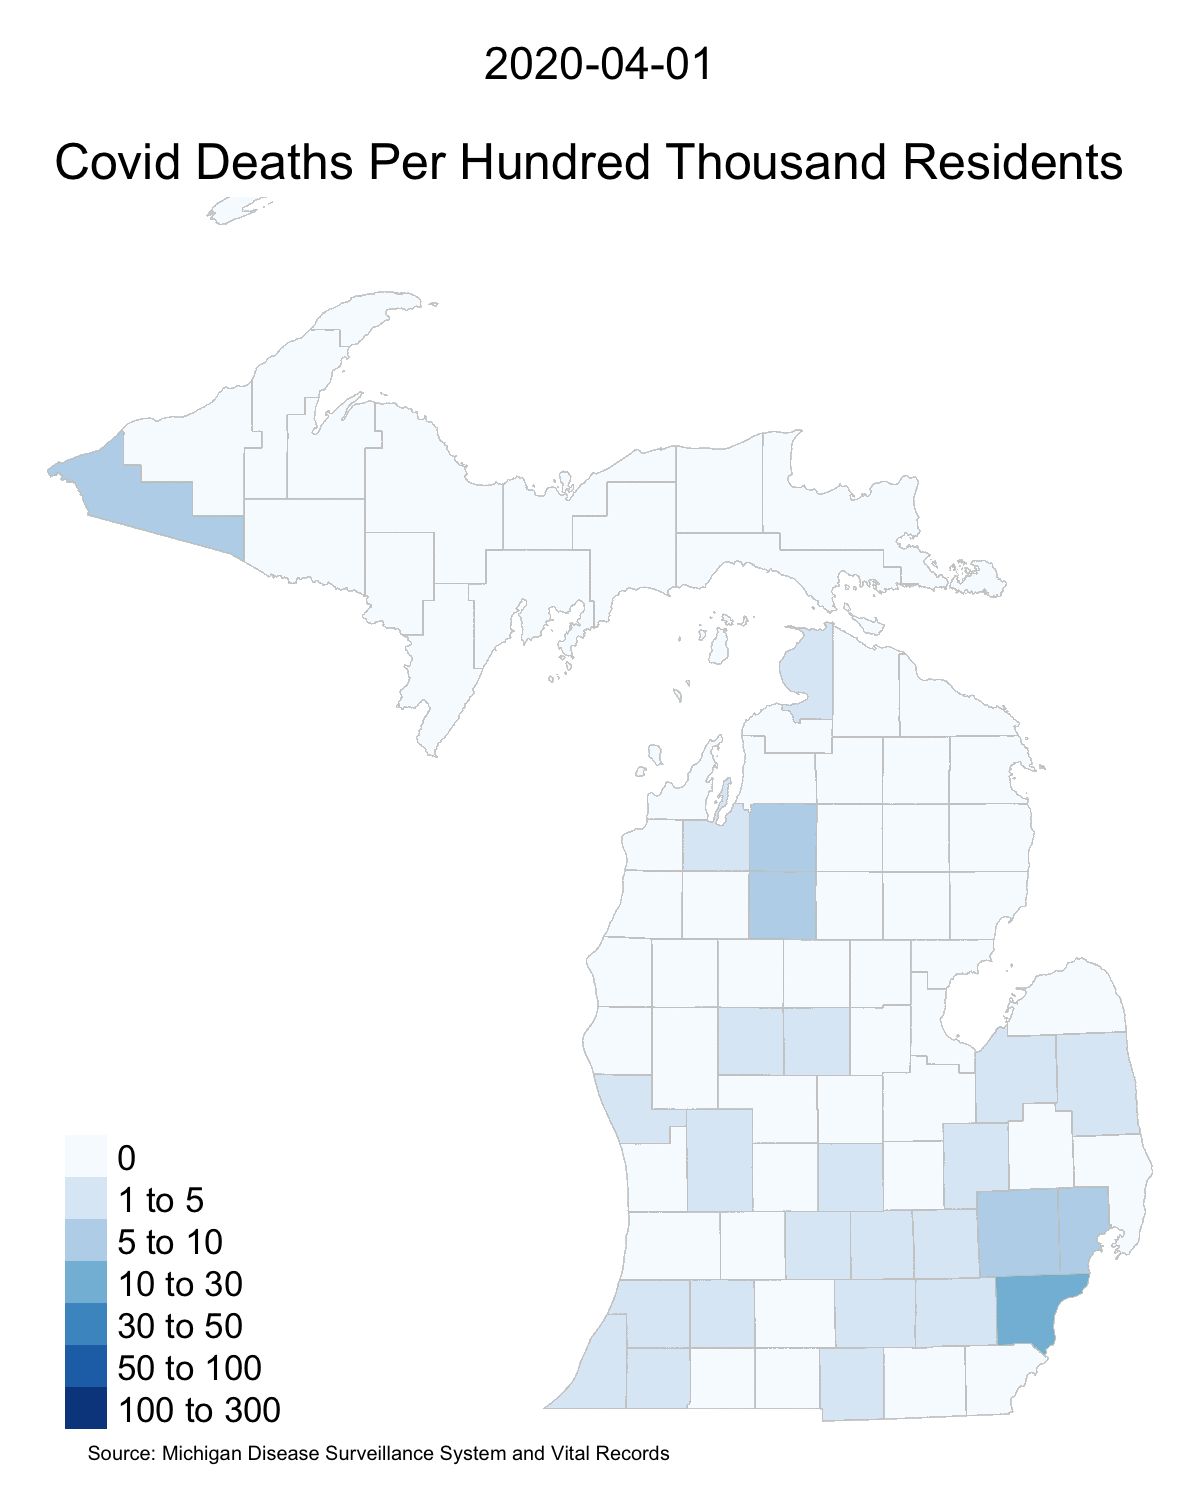 2020-04-01
Covid Deaths Per Hundred Thousand Residents
0
1 to 5
5 to 10
10 to 30
30 to 50
50 to 100
100 to 300
Source: Michigan Disease Surveillance System and Vital Records